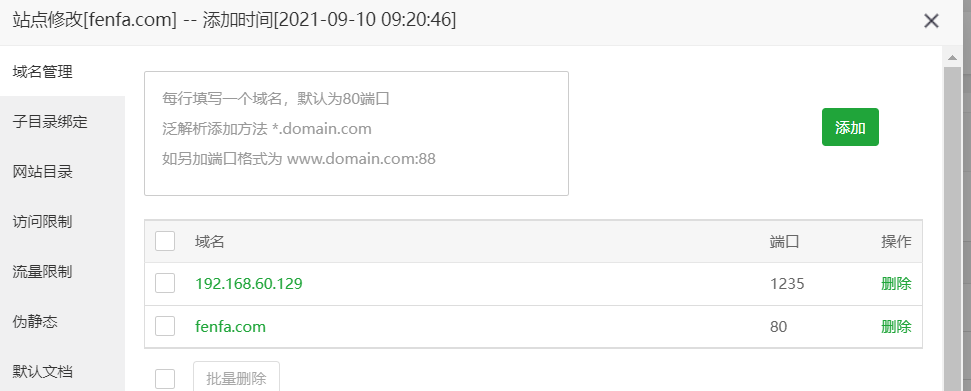 站点修改[fenfa.com] -- 添加时间[2021-09-10 09:20:46]
域名管理
子目录绑定
网站目录
访问限制
流量限制
伪静态
默认文档
每行填写一个域名，默认为80端口
泛解析添加方法 *.domain.com
如另加端口格式为 www.domain.com:88
添加
域名 端口 操作
192.168.60.129 1235 删除
fenfa.com 80 删除
批量删除